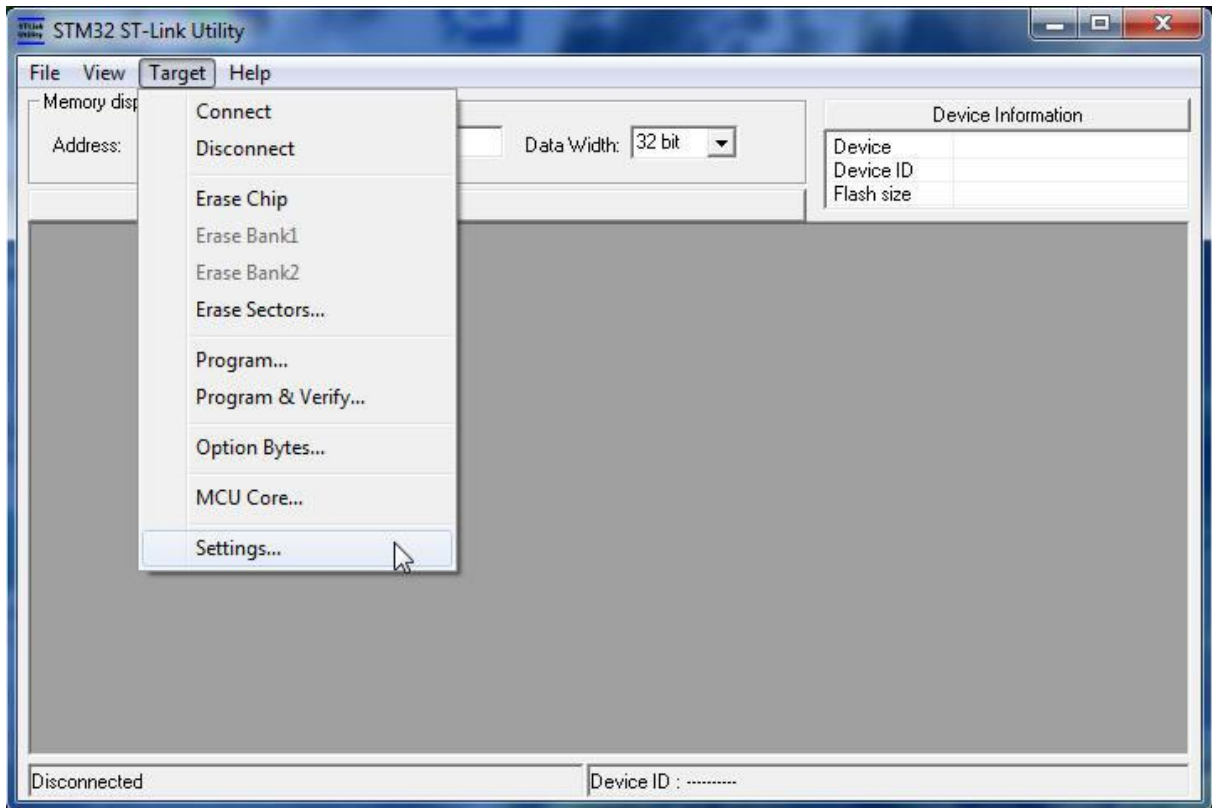 STM32 ST-Link Utility
File View Target Help
Memory disp
Address:
Data Width: 32 bit
Device Information
Device
Device ID
Flash size
Connect
Disconnect
Erase Chip
Erase Bank1
Erase Bank2
Erase Sectors...
Program...
Program & Verify...
Option Bytes...
MCU Core...
Settings...
Disconnected
Device ID : ----------